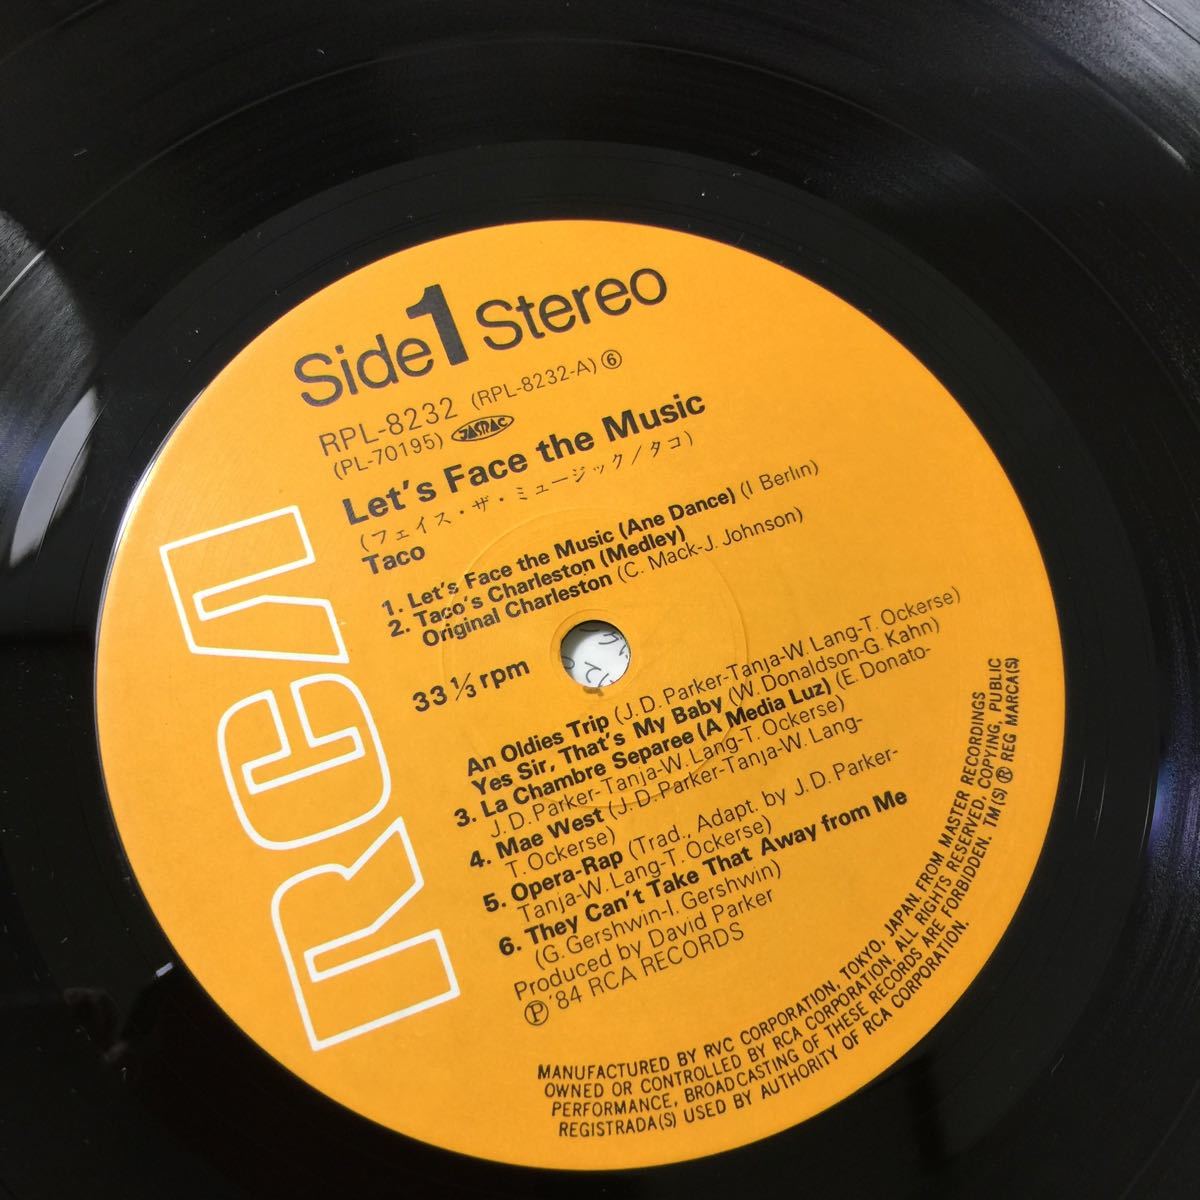 Side 1 Stereo
RPL-8232 (RPL-8232-A) ⑥
(PL-70195) JASRAC
Let's Face the Music
(フェイス・ザ・ミュージック/タコ)
Taco
1. Let's Face the Music (Ane Dance) (I Berlin)
2. Taco's Charleston (Medley)
Original Charleston (C. Mack-J. Johnson)
33 1/3 rpm
An Oldies Trip (J.D. Parker-Tanja-W. Lang-T. Ockerse)
Yes Sir, That's My Baby (W. Donaldson-G. Kahn)
3. La Chambre Separee (A Media Luz) (E. Donato-
J.D. Parker-Tanja-W. Lang-T. Ockerse)
4. Mae West (J.D. Parker-Tanja-W. Lang-
T. Ockerse)
5. Opera-Rap (Trad., Adapt. by J.D. Parker-
Tanja-W. Lang-T. Ockerse)
6. They Can't Take That Away from Me
(G. Gershwin-I. Gershwin)
Produced by David Parker
℗'84 RCA RECORDS
RCA
MANUFACTURED BY RVC CORPORATION, TOKYO, JAPAN. FROM MASTER RECORDINGS
OWNED OR CONTROLLED BY RCA CORPORATION. ALL RIGHTS RESERVED. COPYING, PUBLIC
PERFORMANCE, BROADCASTING OF THESE RECORDS ARE FORBIDDEN. TM(S) ® REG MARCA(S)
REGISTRADA(S) USED BY AUTHORITY OF RCA CORPORATION.